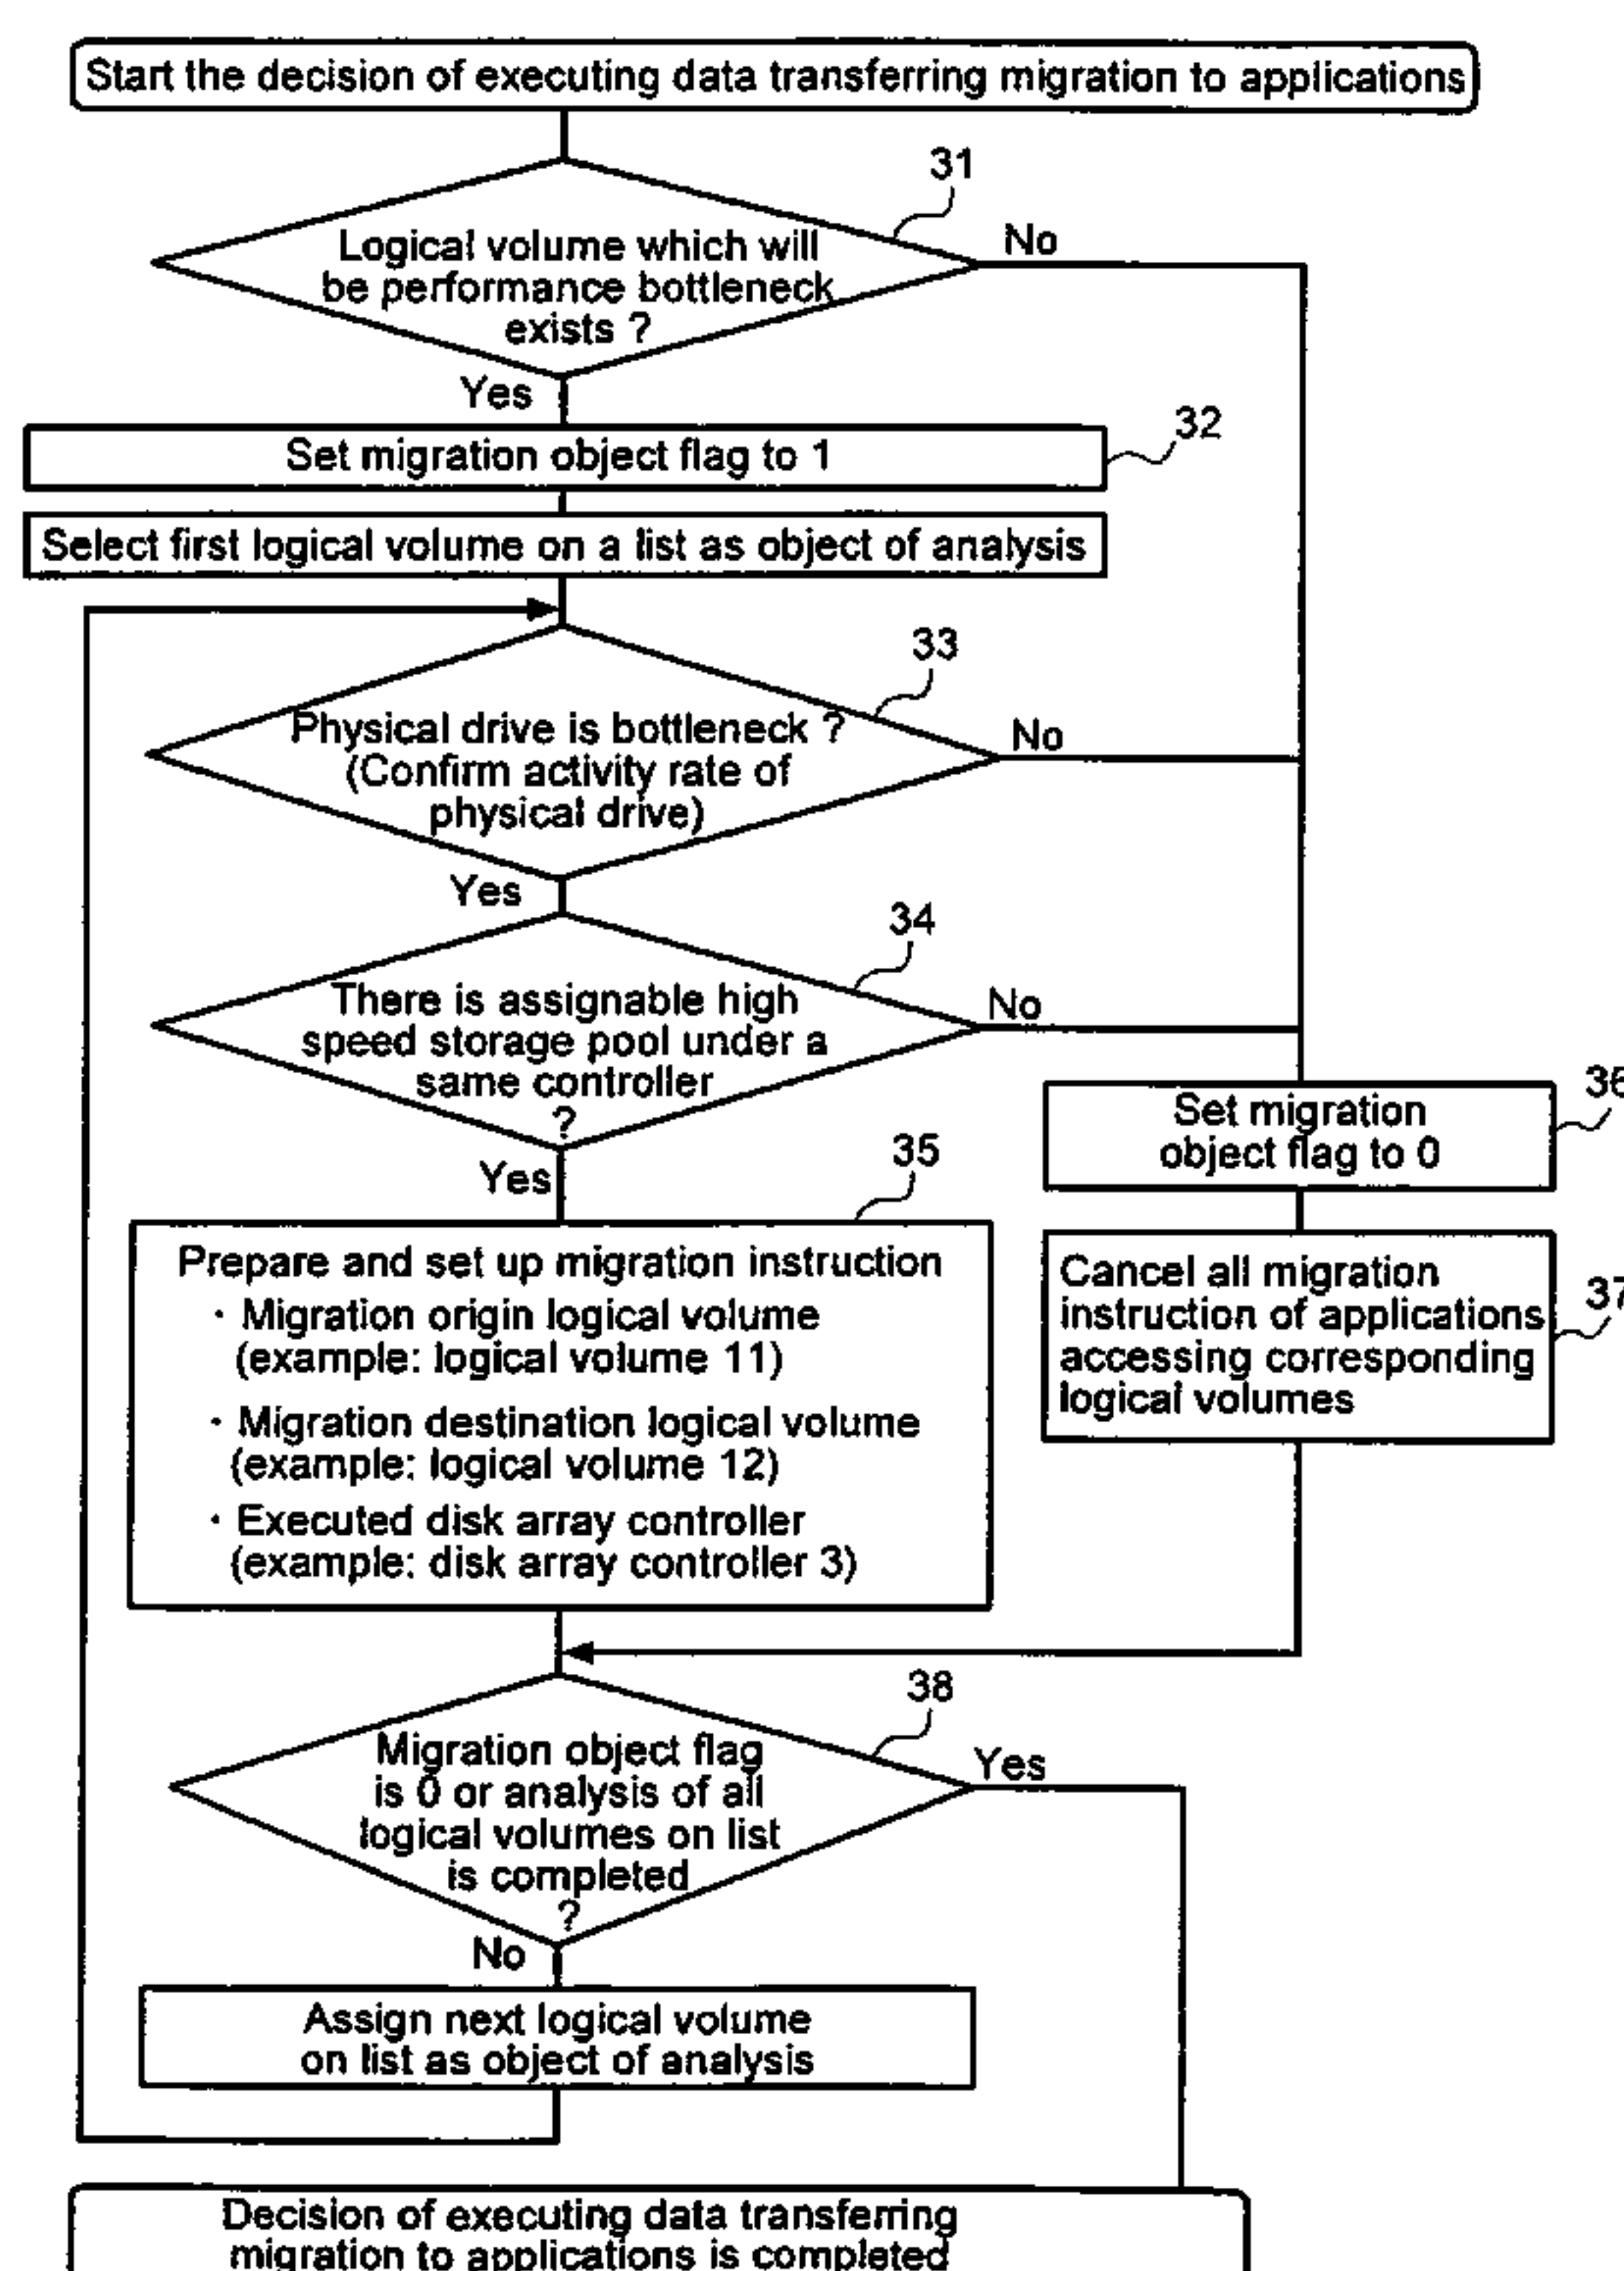 Start the decision of executing data transferring migration to applications
31
Logical volume which will
be performance bottleneck
exists ?
No
Yes
32
Set migration object flag to 1
Select first logical volume on a list as object of analysis
33
Physical drive is bottleneck ?
(Confirm activity rate of
physical drive)
No
Yes
34
There is assignable high
speed storage pool under a
same controller
?
No
Yes
36
Set migration
object flag to 0
35
Prepare and set up migration instruction
· Migration origin logical volume
(example: logical volume 11)
· Migration destination logical volume
(example: logical volume 12)
· Executed disk array controller
(example: disk array controller 3)
37
Cancel all migration
instruction of applications
accessing corresponding
logical volumes
38
Migration object flag
is 0 or analysis of all
logical volumes on list
is completed
?
Yes
No
Assign next logical volume
on list as object of analysis
Decision of executing data transferring
migration to applications is completed